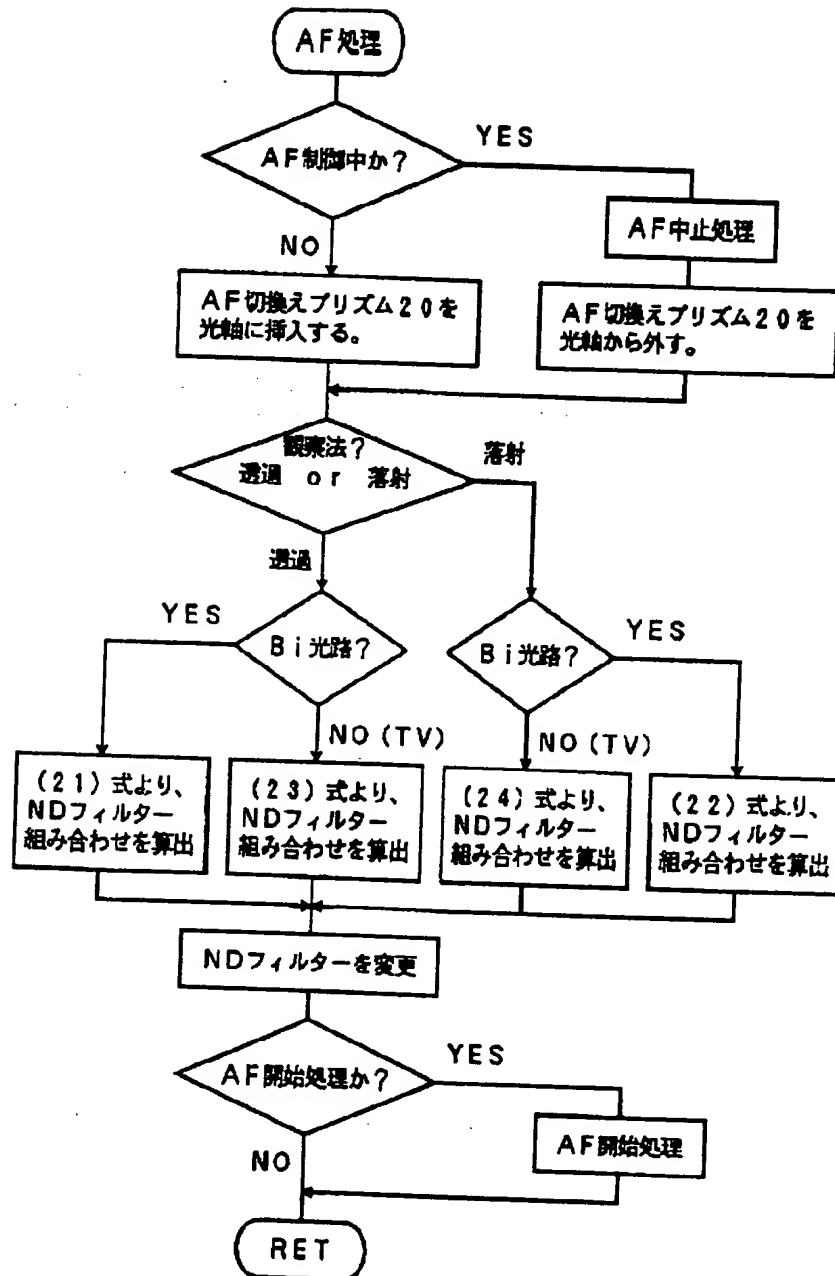 AF処理
AF制御中か?
YES
NO
AF中止処理
AF切換えプリズム20を
光軸に挿入する。
AF切換えプリズム20を
光軸から外す。
観察法?
透過 or 落射
落射
透過
YES
Bi光路?
Bi光路?
YES
NO(TV)
NO(TV)
(21)式より、
NDフィルター
組み合わせを算出
(23)式より、
NDフィルター
組み合わせを算出
(24)式より、
NDフィルター
組み合わせを算出
(22)式より、
NDフィルター
組み合わせを算出
NDフィルターを変更
AF開始処理か?
YES
NO
AF開始処理
RET